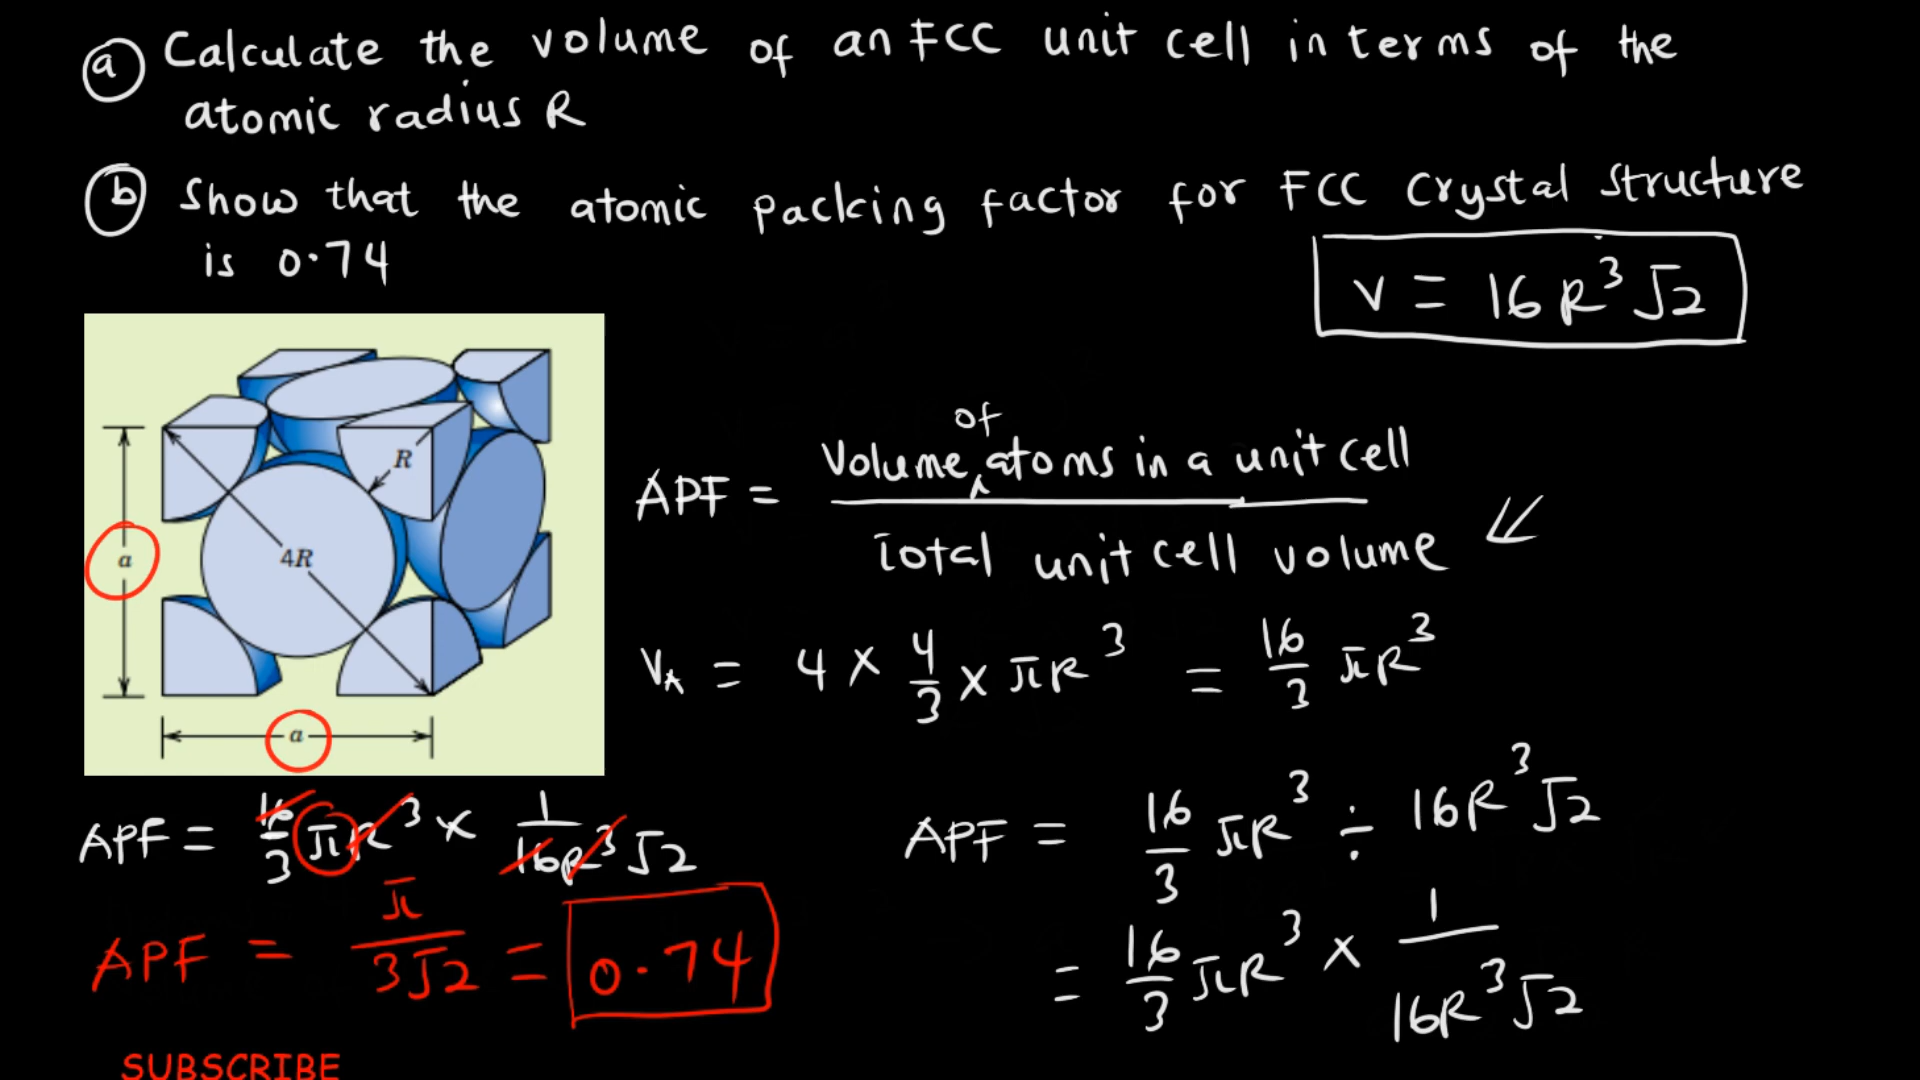 a Calculate the volume of an FCC unit cell in terms of the
atomic radius R
b Show that the atomic packing factor for FCC Crystal structure
is 0.74
V = 16R³√2
R
4R
a
a
APF = Volume of atoms in a unit cell / Total unit cell volume
V_A = 4 × 4/3 × πR³ = 16/3 πR³
APF = 16/3 πR³ ÷ 16R³√2
= 16/3 πR³ × 1/16R³√2
APF = 16/3 πR³ × 1/16R³√2
APF = π/3√2 = 0.74
SUBSCRIBE